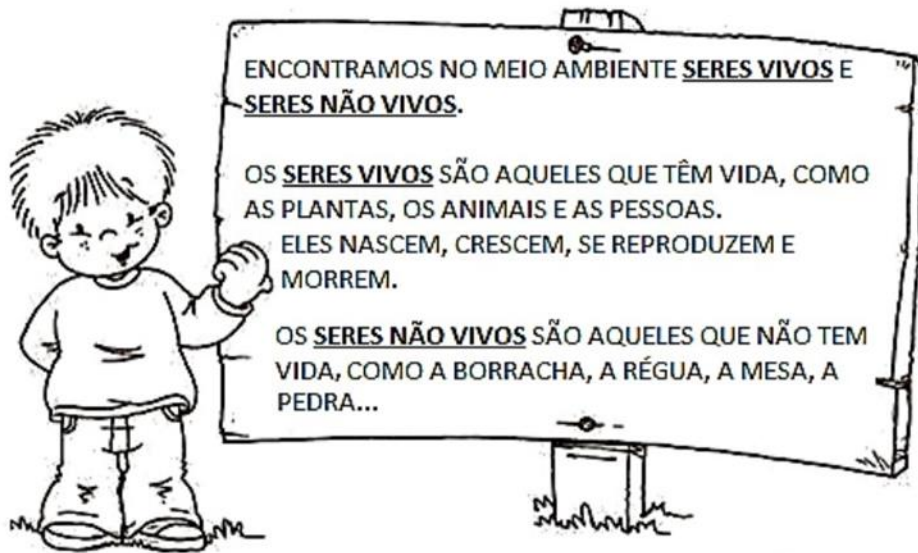 ENCONTRAMOS NO MEIO AMBIENTE SERES VIVOS E
SERES NÃO VIVOS.
OS SERES VIVOS SÃO AQUELES QUE TÊM VIDA, COMO
AS PLANTAS, OS ANIMAIS E AS PESSOAS.
ELES NASCEM, CRESCEM, SE REPRODUZEM E
MORREM.
OS SERES NÃO VIVOS SÃO AQUELES QUE NÃO TEM
VIDA, COMO A BORRACHA, A RÉGUA, A MESA, A
PEDRA...